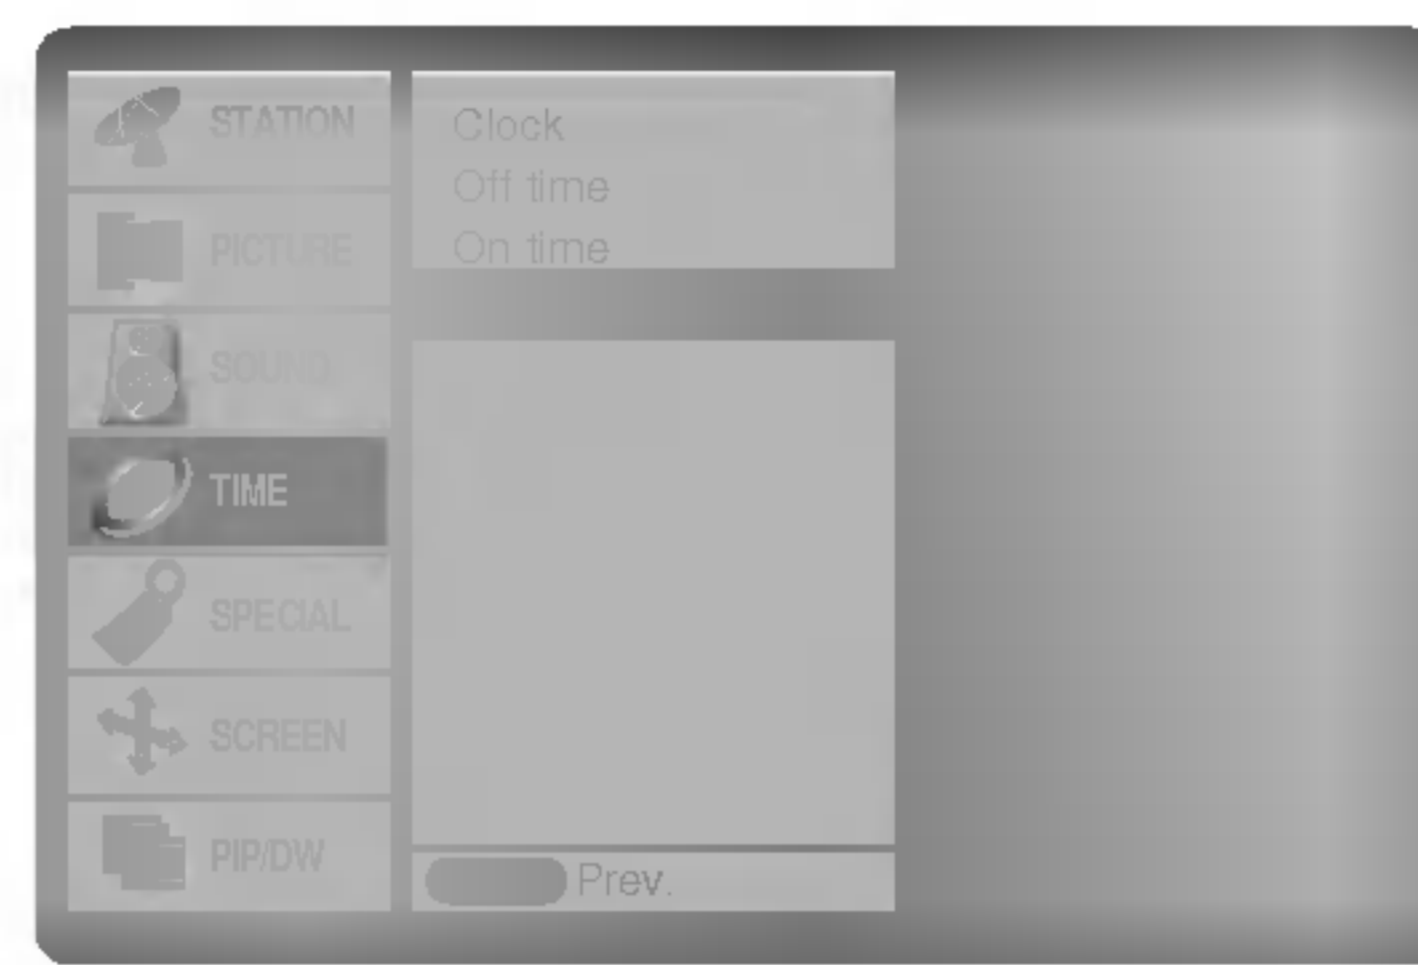 STATION
PICTURE
SOUND
TIME
SPECIAL
SCREEN
PIP/DW
Clock
Off time
On time
Prev.